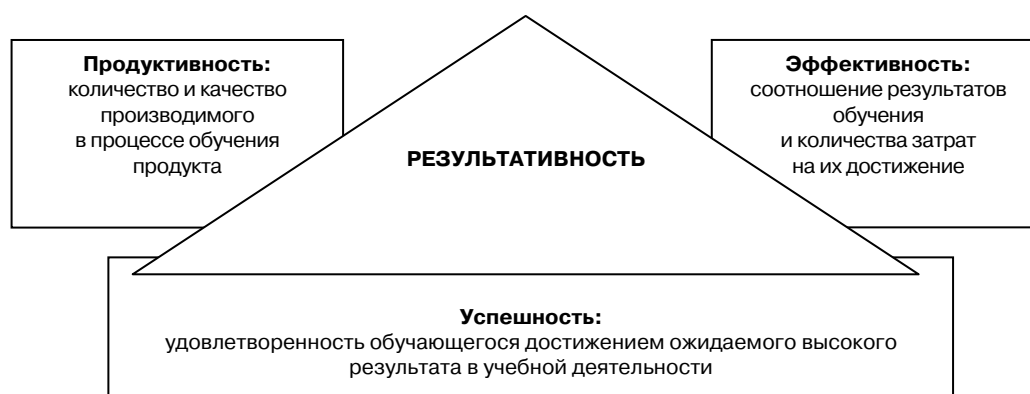 Продуктивность:
количество и качество
производимого
в процессе обучения
продукта
Эффективность:
соотношение результатов
обучения
и количества затрат
на их достижение
РЕЗУЛЬТАТИВНОСТЬ
Успешность:
удовлетворенность обучающегося достижением ожидаемого высокого
результата в учебной деятельности